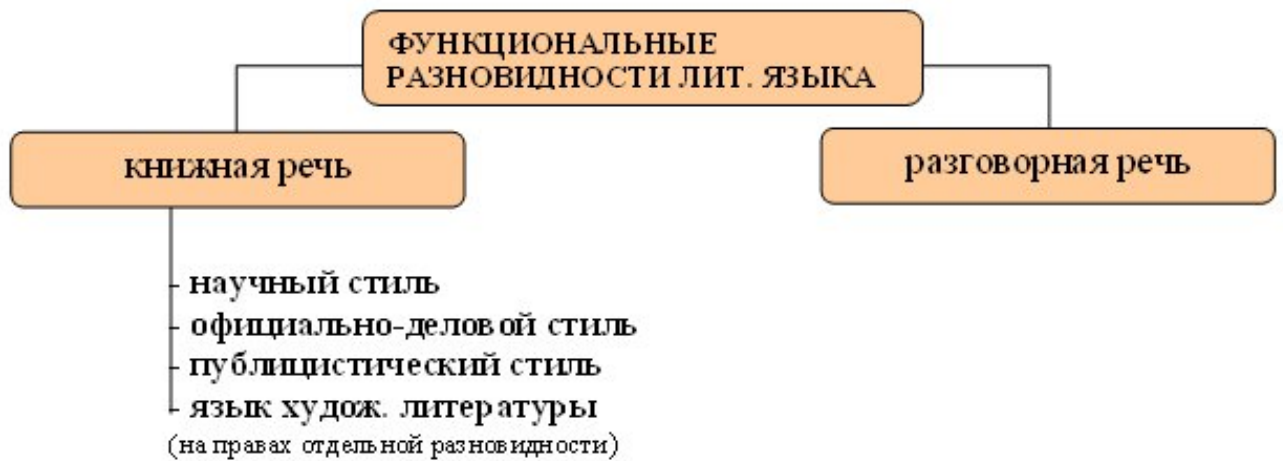 ФУНКЦИОНАЛЬНЫЕ
РАЗНОВИДНОСТИ ЛИТ. ЯЗЫКА
книжная речь
разговорная речь
- научный стиль
- официально-деловой стиль
- публицистический стиль
- язык худож. литературы
(на правах отдельной разновидности)